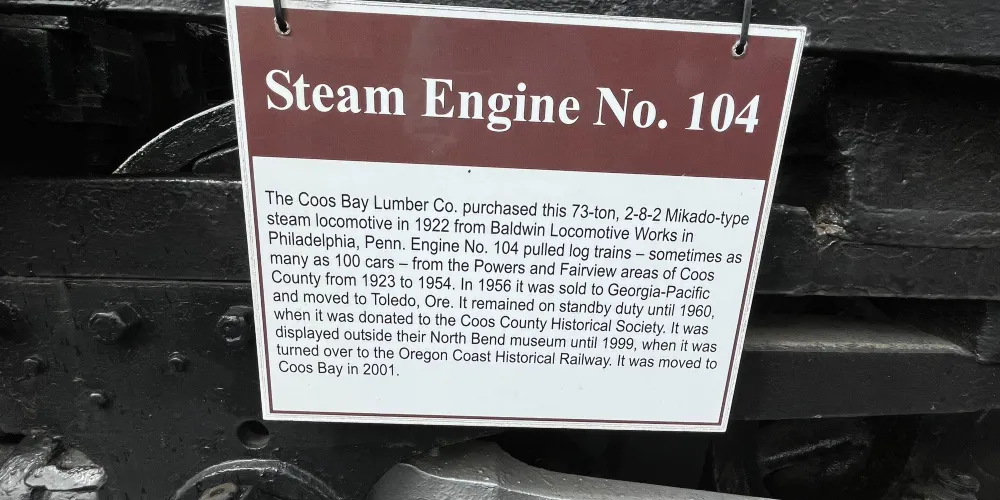 Steam Engine No. 104
The Coos Bay Lumber Co. purchased this 73-ton, 2-8-2 Mikado-type
steam locomotive in 1922 from Baldwin Locomotive Works in
Philadelphia, Penn. Engine No. 104 pulled log trains – sometimes as
many as 100 cars – from the Powers and Fairview areas of Coos
County from 1923 to 1954. In 1956 it was sold to Georgia-Pacific
and moved to Toledo, Ore. It remained on standby duty until 1960,
when it was donated to the Coos County Historical Society. It was
displayed outside their North Bend museum until 1999, when it was
turned over to the Oregon Coast Historical Railway. It was moved to
Coos Bay in 2001.